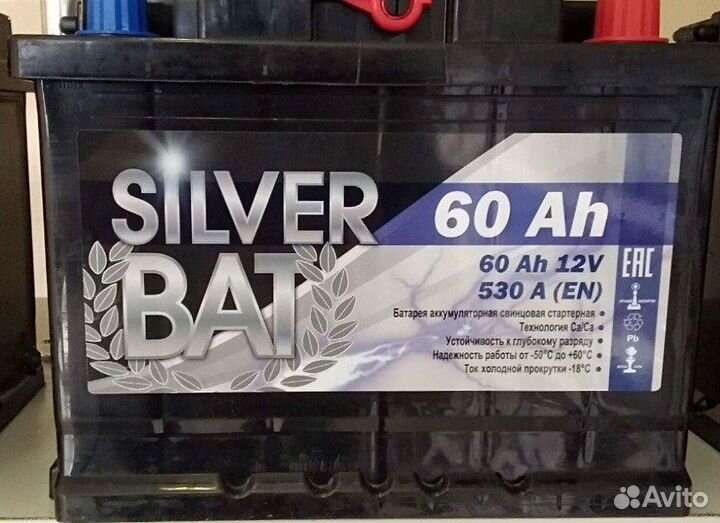 SILVER
BAT
60 Ah
60 Ah 12V
530 A (EN)
Батарея аккумуляторная свинцовая стартерная •
Технология Ca/Ca •
Устойчивость к глубокому разряду •
Надежность работы от -50°С до +60°С •
Ток холодной прокрутки -18°С •
EAC
Pb
Avito